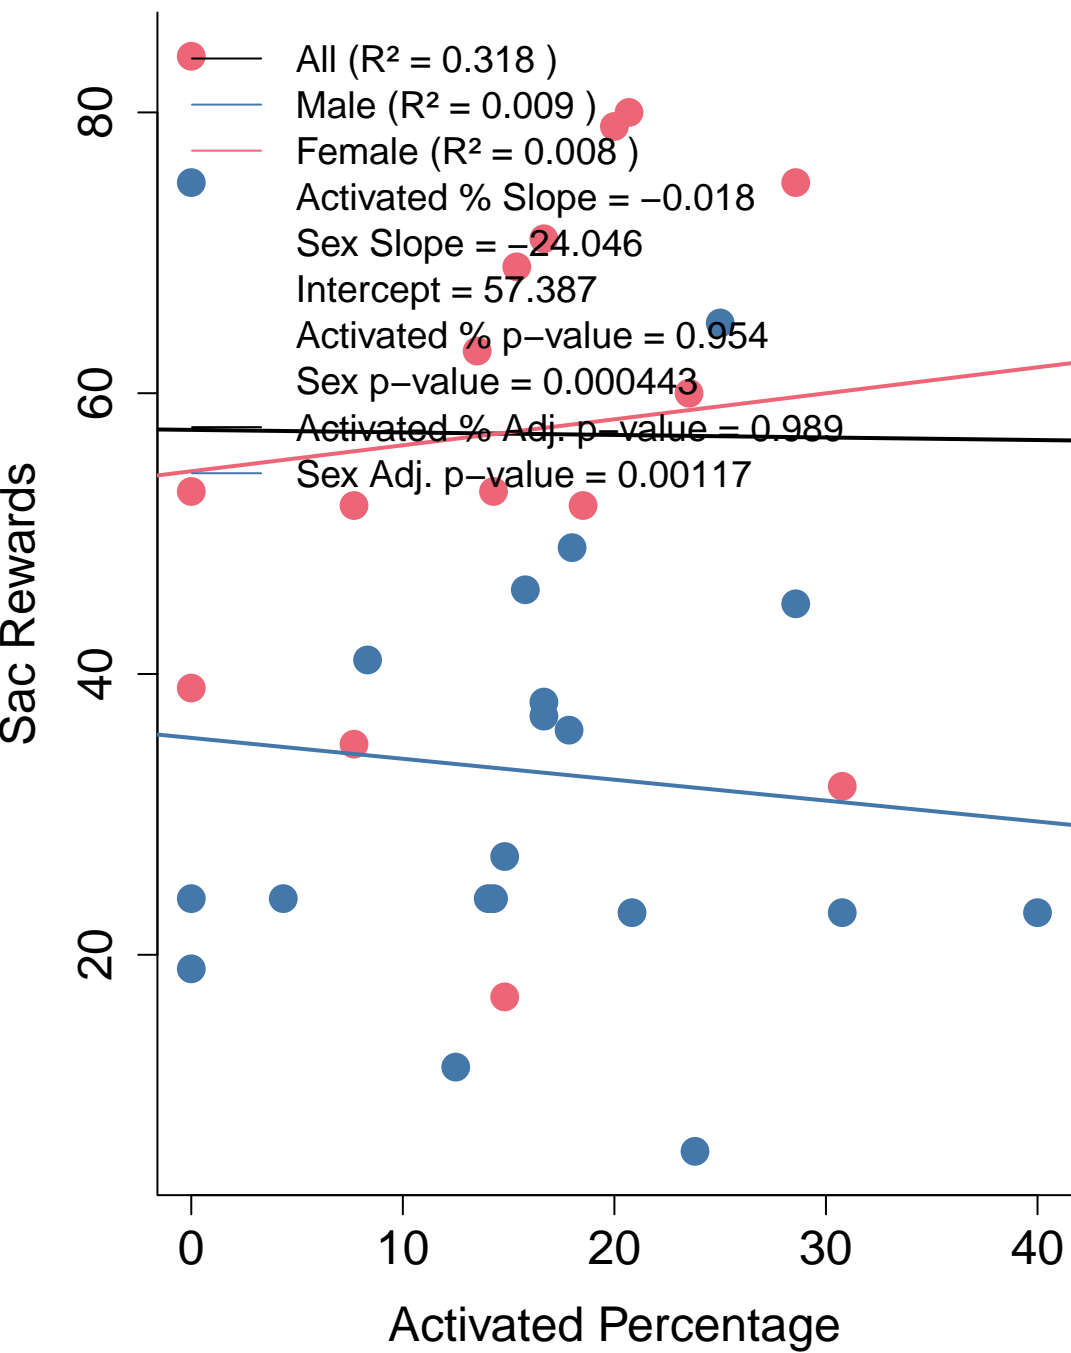 All (R² = 0.318 )
Male (R² = 0.009 )
Female (R² = 0.008 )
Activated % Slope = −0.018
Sex Slope = −24.046
Intercept = 57.387
Activated % p−value = 0.954
Sex p−value = 0.000443
Activated % Adj. p−value = 0.989
Sex Adj. p−value = 0.00117
80
60
40
20
Sac Rewards
0 10 20 30 40
Activated Percentage